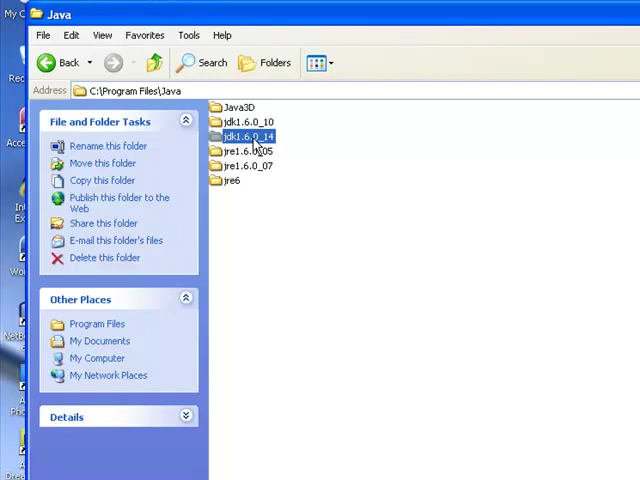 Java
My C
File Edit View Favorites Tools Help
Back Search Folders
Address C:\Program Files\Java
File and Folder Tasks
Rename this folder
Move this folder
Copy this folder
Publish this folder to the
Web
Share this folder
E-mail this folder's files
Delete this folder
Other Places
Program Files
My Documents
My Computer
My Network Places
Details
Java3D
jdk1.6.0_10
jdk1.6.0_14
jre1.6.0_05
jre1.6.0_07
jre6